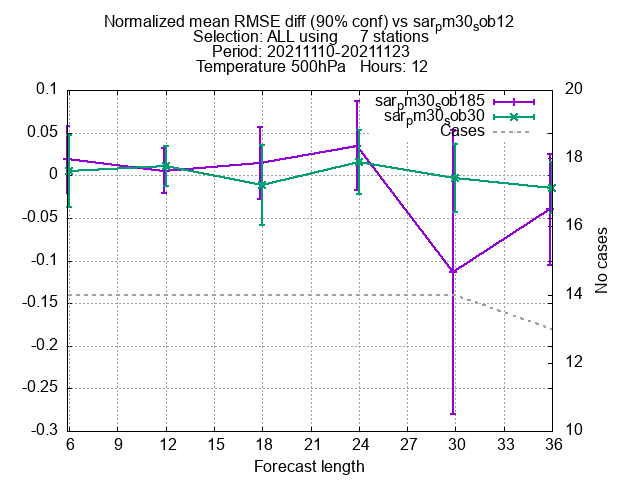 Normalized mean RMSE diff (90% conf) vs sarpm30sob12
Selection: ALL using 7 stations
Period: 20211110-20211123
Temperature 500hPa Hours: 12
sarpm30sob185
sarpm30sob30
Cases
0.1
0.05
0
-0.05
-0.1
-0.15
-0.2
-0.25
-0.3
20
18
16
14
12
10
No cases
6 9 12 15 18 21 24 27 30 33 36
Forecast length